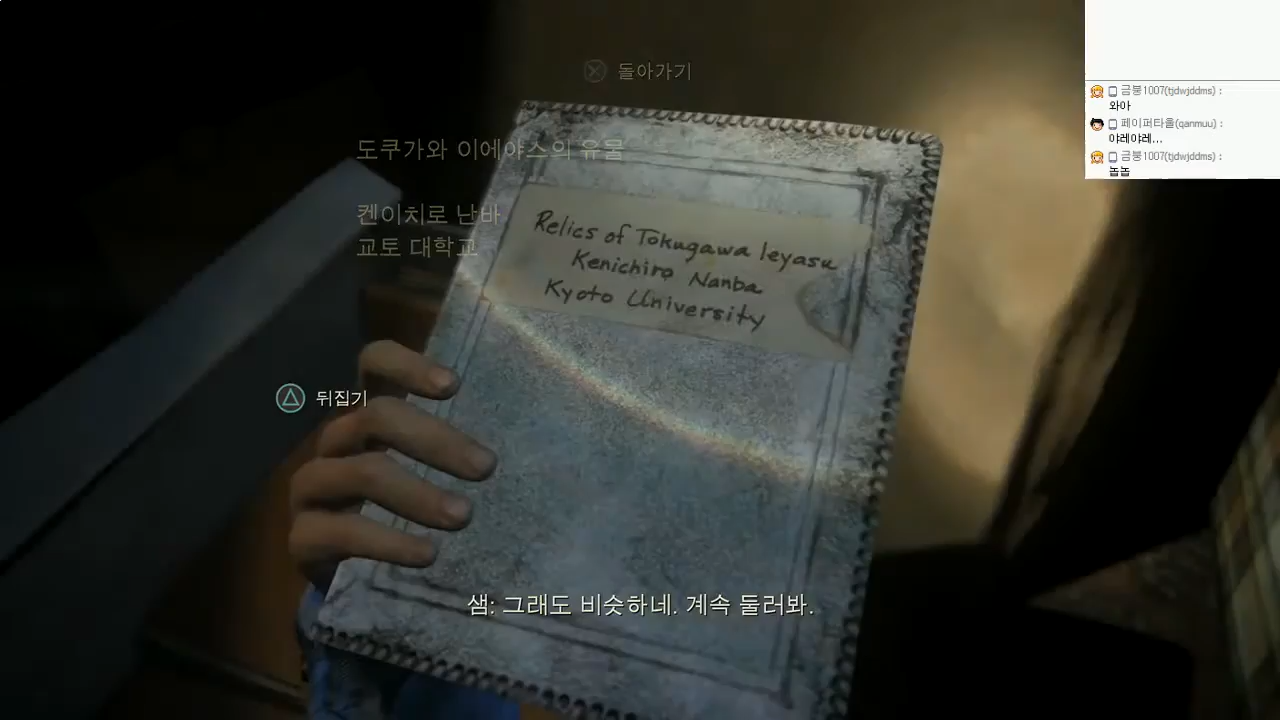 돌아가기
도쿠가와 이에야스의 유물
켄이치로 난바
교토 대학교
Relics of Tokugawa Ieyasu
Kenichiro Nanba
Kyoto University
뒤집기
샘: 그래도 비슷하네. 계속 둘러봐.
금붕1007(tjdwjddms) :
와아
페이퍼타올(qanmuu) :
야레야레...
금붕1007(tjdwjddms) :
놉놉